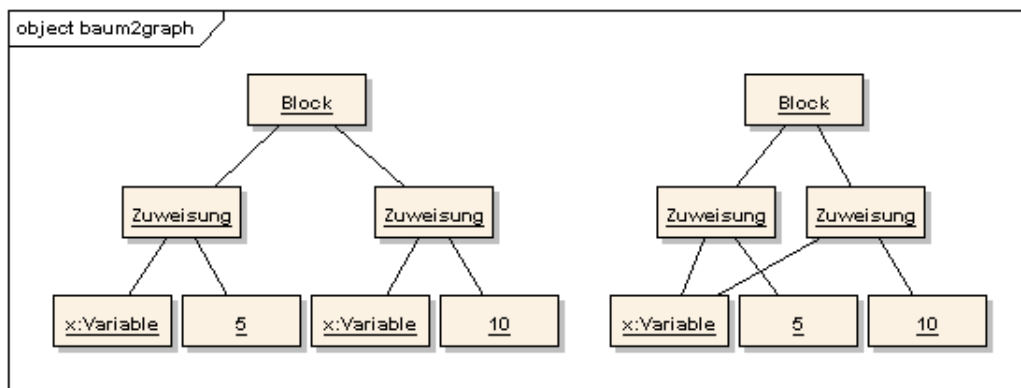 object baum2graph
Block
Block
Zuweisung
Zuweisung
Zuweisung
Zuweisung
x:Variable
5
x:Variable
10
x:Variable
5
10